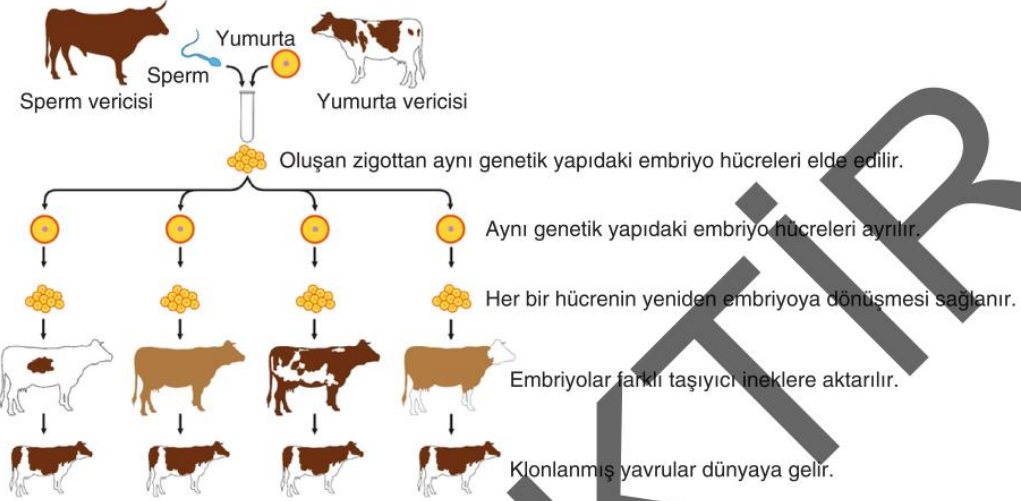 Yumurta
Sperm
Sperm vericisi
Yumurta vericisi
Oluşan zigottan aynı genetik yapıdaki embriyo hücreleri elde edilir.
Aynı genetik yapıdaki embriyo hücreleri ayrılır.
Her bir hücrenin yeniden embriyoya dönüşmesi sağlanır.
Embriyolar farklı taşıyıcı ineklere aktarılır.
Klonlanmış yavrular dünyaya gelir.
KTİR